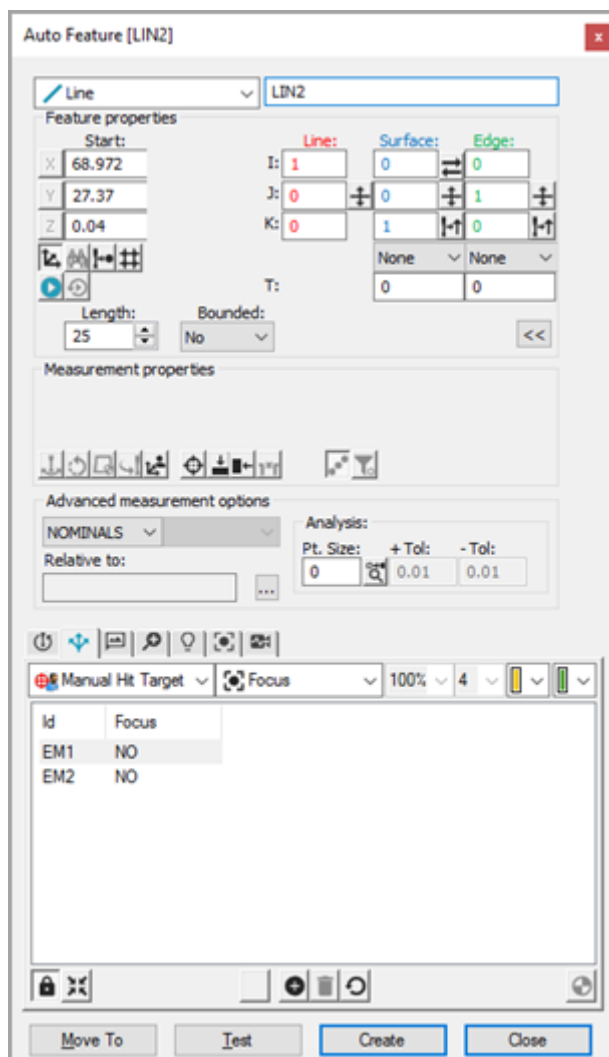 Auto Feature [LIN2]
x
Line LIN2
Feature properties
Start: Line: Surface: Edge:
X 68.972 I: 1 0 0
Y 27.37 J: 0 0 1
Z 0.04 K: 0 1 0
None None
T: 0 0
Length: Bounded:
25 No <<
Measurement properties
Advanced measurement options
NOMINALS Analysis:
Pt. Size: + Tol: - Tol:
Relative to: 0 0.01 0.01
...
Manual Hit Target Focus 100% 4
Id Focus
EM1 NO
EM2 NO
Move To Test Create Close